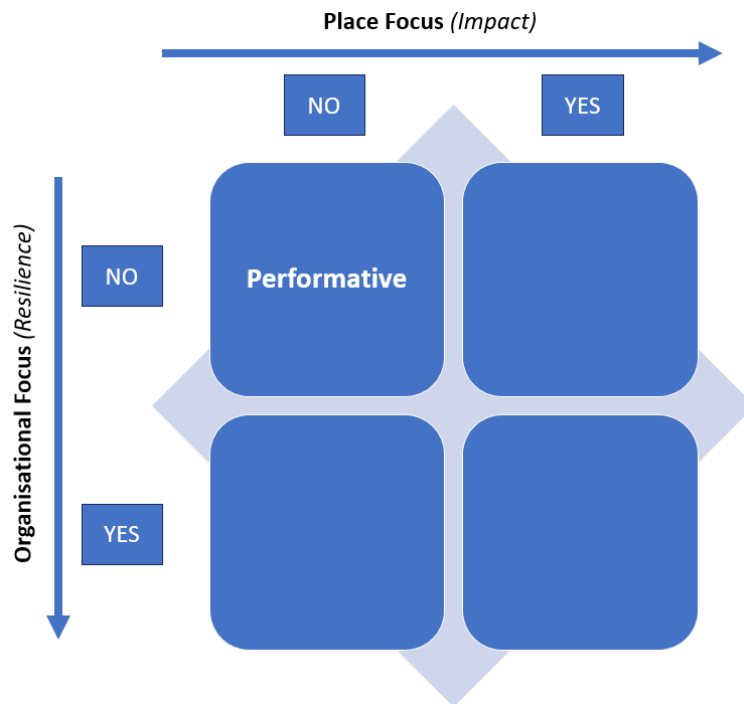 Place Focus (Impact)
NO
YES
Organisational Focus (Resilience)
NO
Performative
YES